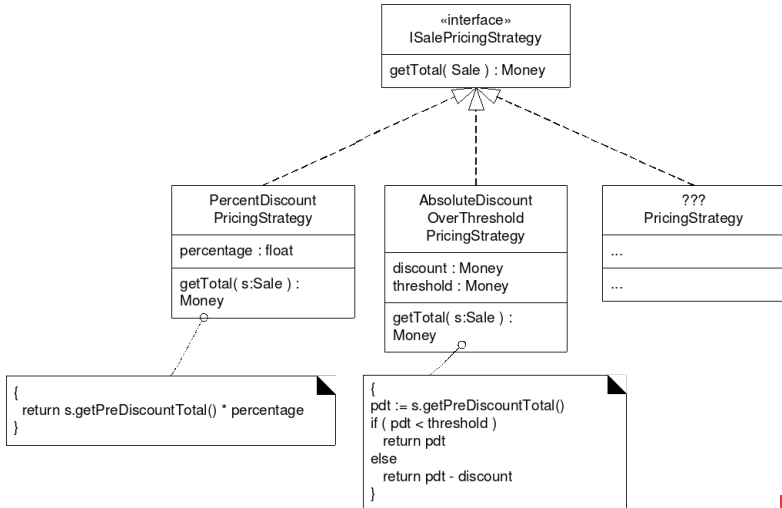 «interface»
ISalePricingStrategy
getTotal( Sale ) : Money
PercentDiscount
PricingStrategy
percentage : float
getTotal( s:Sale ) :
Money
AbsoluteDiscount
OverThreshold
PricingStrategy
discount : Money
threshold : Money
getTotal( s:Sale ) :
Money
???
PricingStrategy
...
...
{
return s.getPreDiscountTotal() * percentage
}
{
pdt := s.getPreDiscountTotal()
if ( pdt < threshold )
return pdt
else
return pdt - discount
}